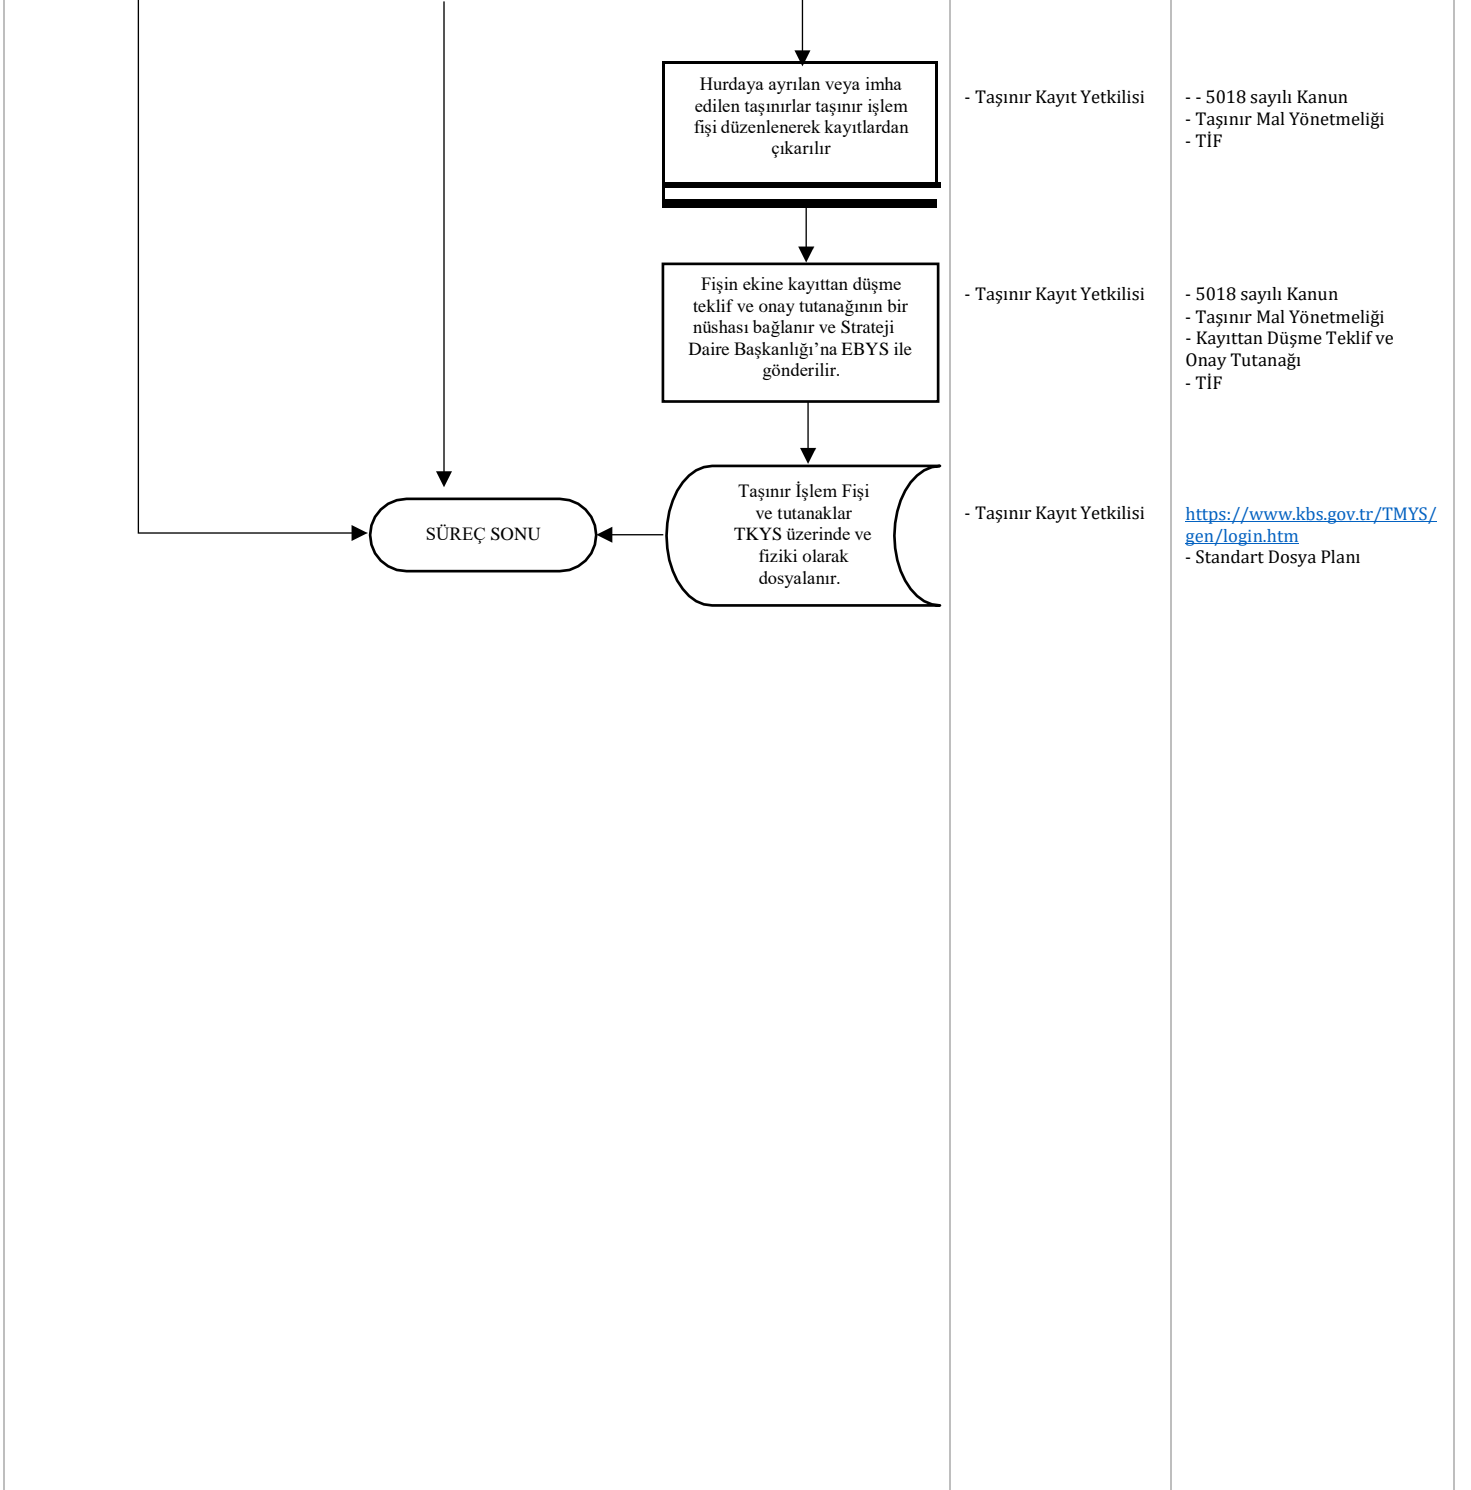 Hurdaya ayrılan veya imha
edilen taşınırlar taşınır işlem
fişi düzenlenerek kayıtlardan
çıkarılır
- Taşınır Kayıt Yetkilisi
- - 5018 sayılı Kanun
- Taşınır Mal Yönetmeliği
- TİF
Fişin ekine kayıttan düşme
teklif ve onay tutanağının bir
nüshası bağlanır ve Strateji
Daire Başkanlığı’na EBYS ile
gönderilir.
- Taşınır Kayıt Yetkilisi
- 5018 sayılı Kanun
- Taşınır Mal Yönetmeliği
- Kayıttan Düşme Teklif ve
Onay Tutanağı
- TİF
SÜREÇ SONU
Taşınır İşlem Fişi
ve tutanaklar
TKYS üzerinde ve
fiziki olarak
dosyalanır.
- Taşınır Kayıt Yetkilisi
https://www.kbs.gov.tr/TMYS/
gen/login.htm
- Standart Dosya Planı